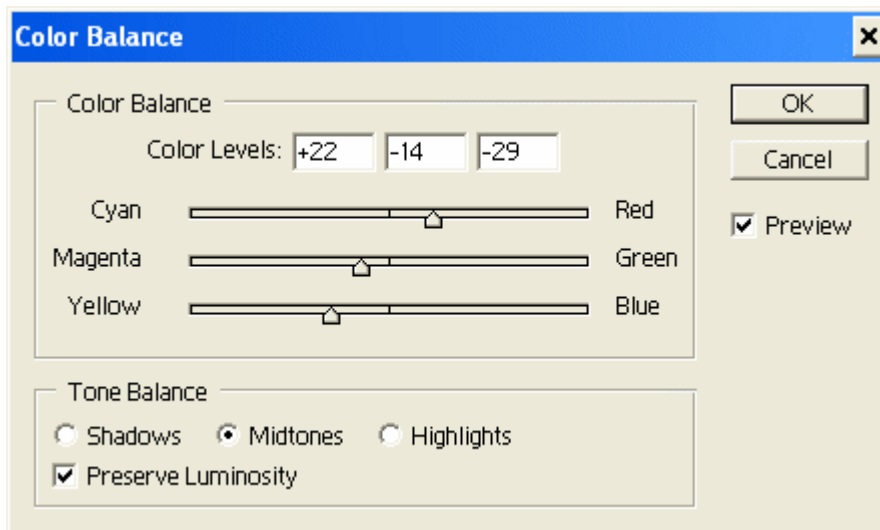 Color Balance
Color Balance
Color Levels: +22 -14 -29
Cyan Red
Magenta Green
Yellow Blue
OK
Cancel
Preview
Tone Balance
Shadows Midtones Highlights
Preserve Luminosity